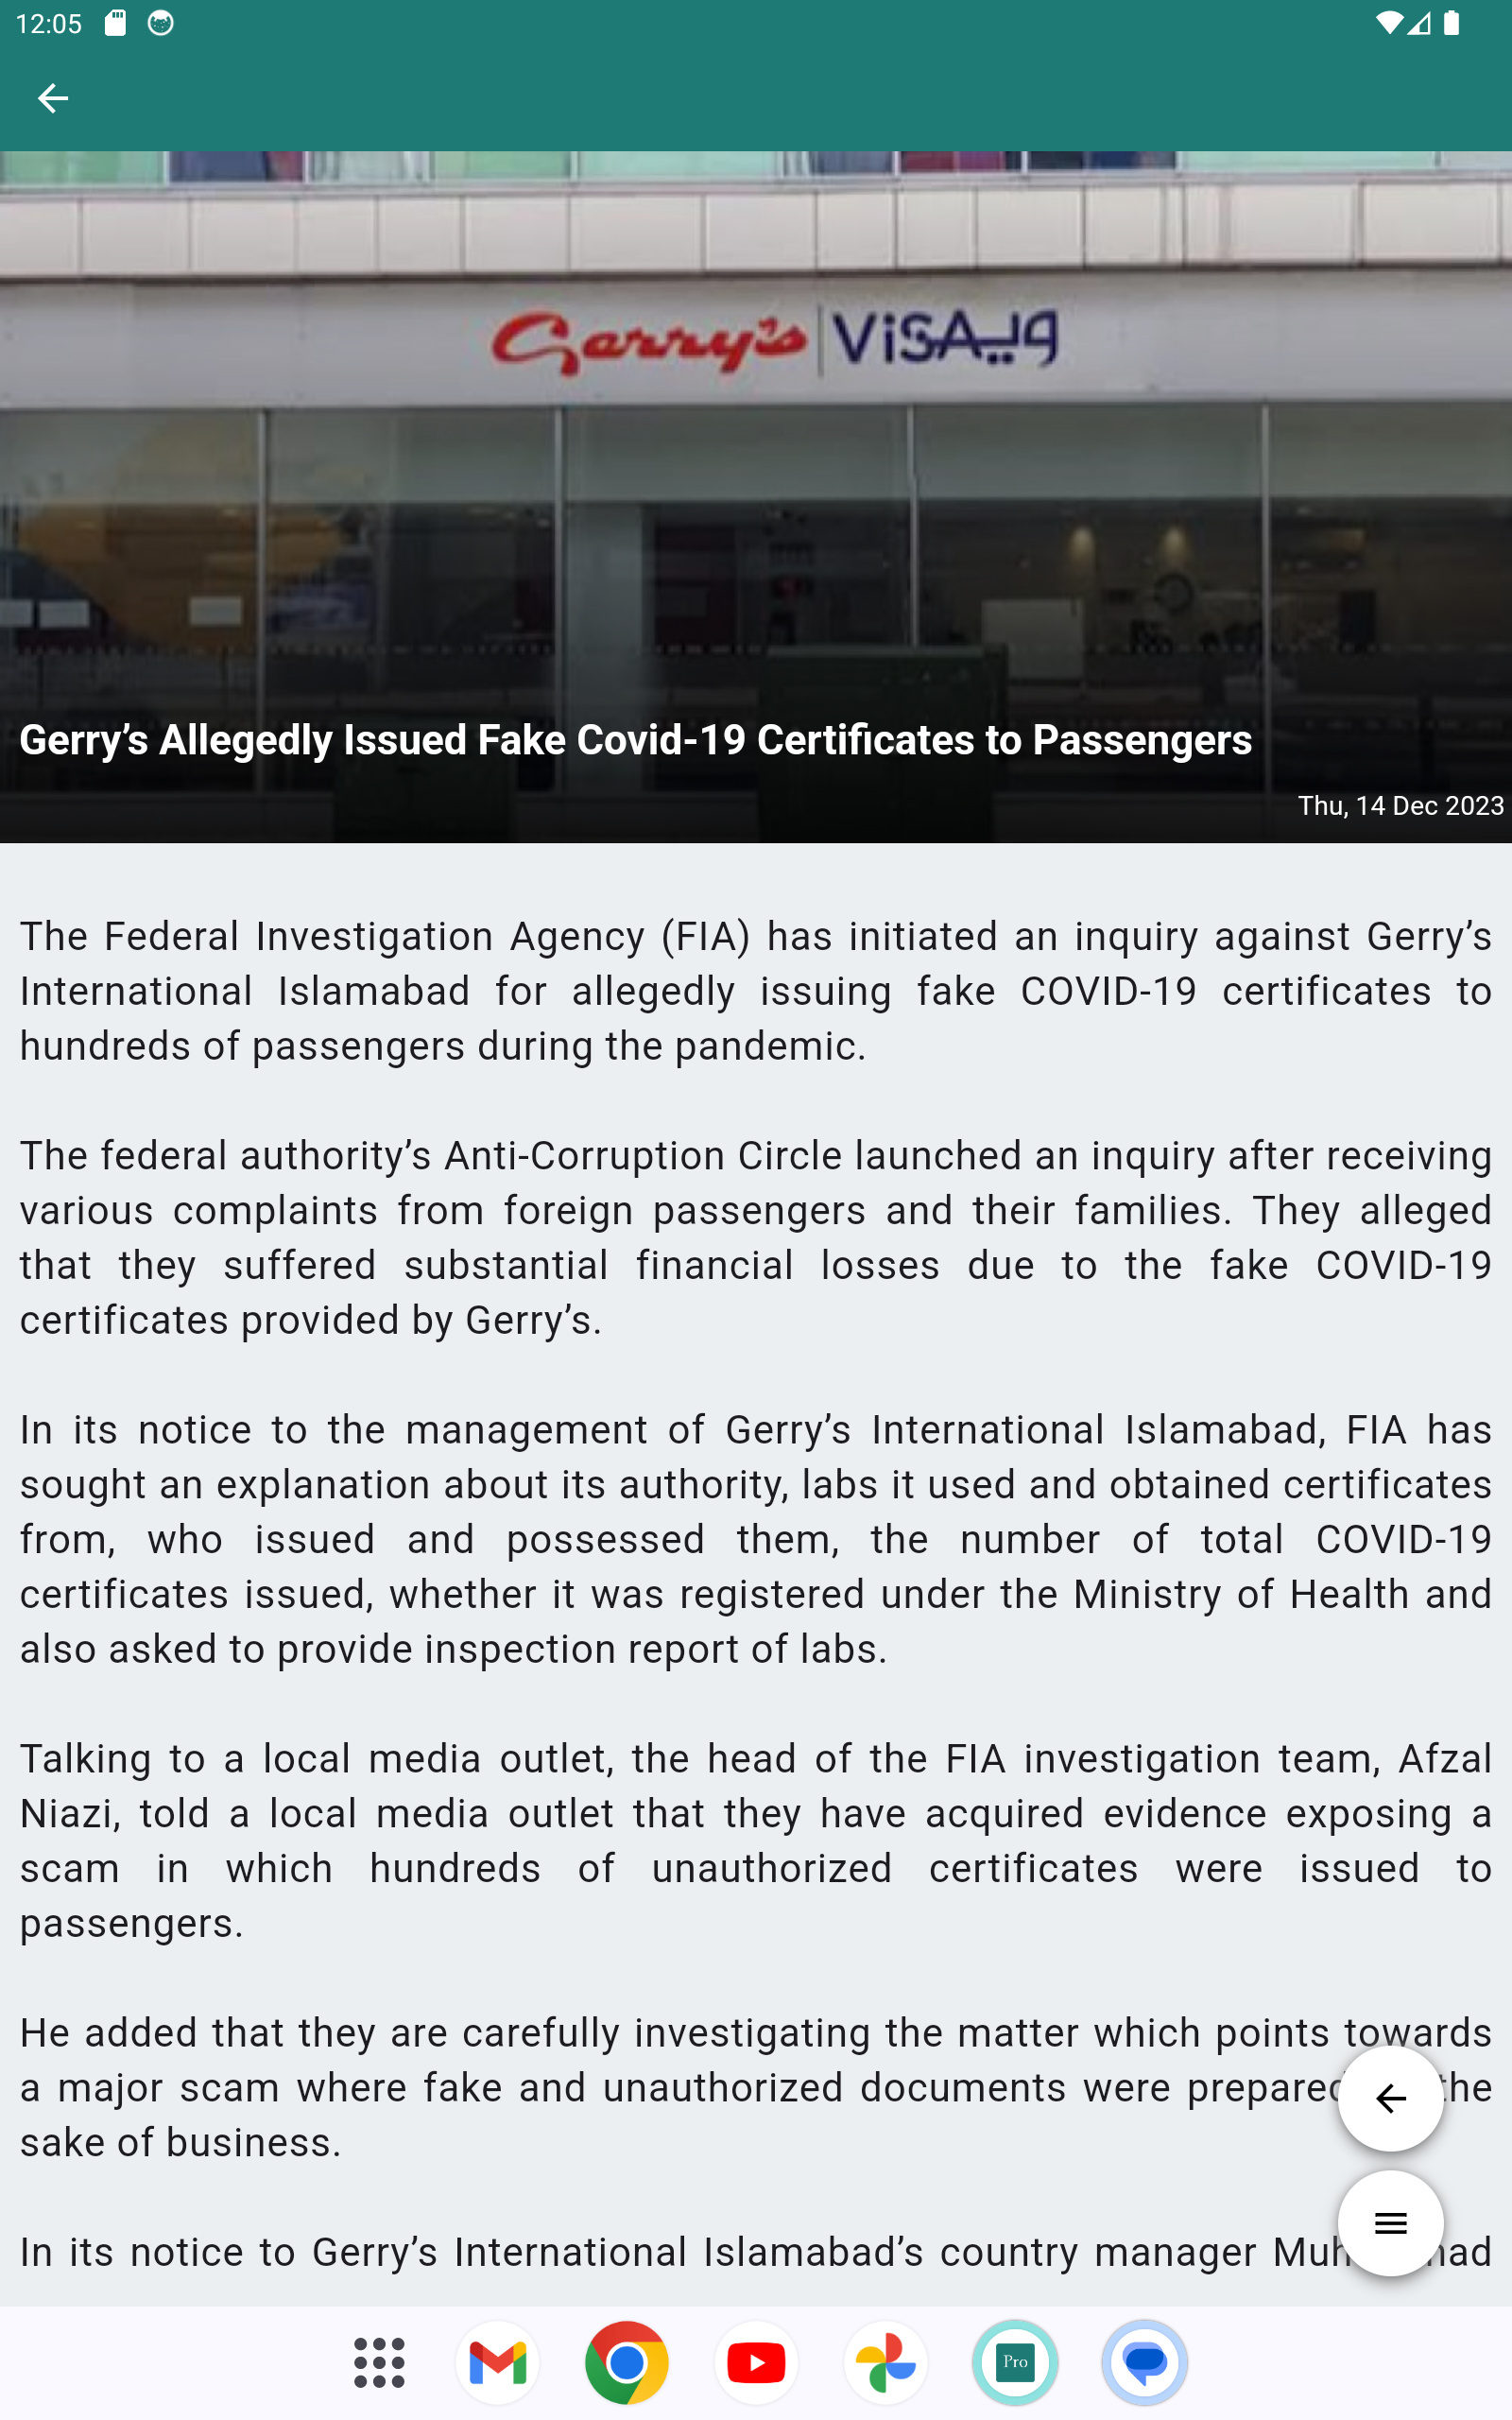 12:05
Gerry's VISA ویـ
Gerry’s Allegedly Issued Fake Covid-19 Certificates to Passengers
Thu, 14 Dec 2023
The Federal Investigation Agency (FIA) has initiated an inquiry against Gerry’s
International Islamabad for allegedly issuing fake COVID-19 certificates to
hundreds of passengers during the pandemic.
The federal authority’s Anti-Corruption Circle launched an inquiry after receiving
various complaints from foreign passengers and their families. They alleged
that they suffered substantial financial losses due to the fake COVID-19
certificates provided by Gerry’s.
In its notice to the management of Gerry’s International Islamabad, FIA has
sought an explanation about its authority, labs it used and obtained certificates
from, who issued and possessed them, the number of total COVID-19
certificates issued, whether it was registered under the Ministry of Health and
also asked to provide inspection report of labs.
Talking to a local media outlet, the head of the FIA investigation team, Afzal
Niazi, told a local media outlet that they have acquired evidence exposing a
scam in which hundreds of unauthorized certificates were issued to
passengers.
He added that they are carefully investigating the matter which points towards
a major scam where fake and unauthorized documents were prepared the
sake of business.
In its notice to Gerry’s International Islamabad’s country manager
Pro